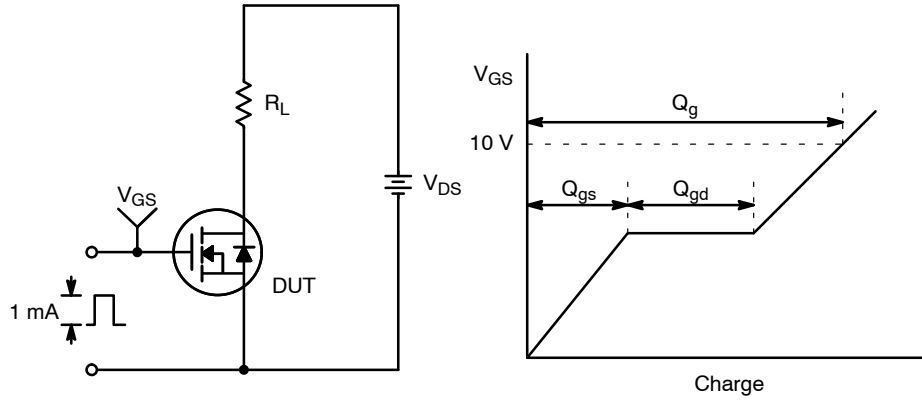 R_L
V_GS
V_DS
DUT
1 mA
V_GS
Q_g
10 V
Q_gs
Q_gd
Charge